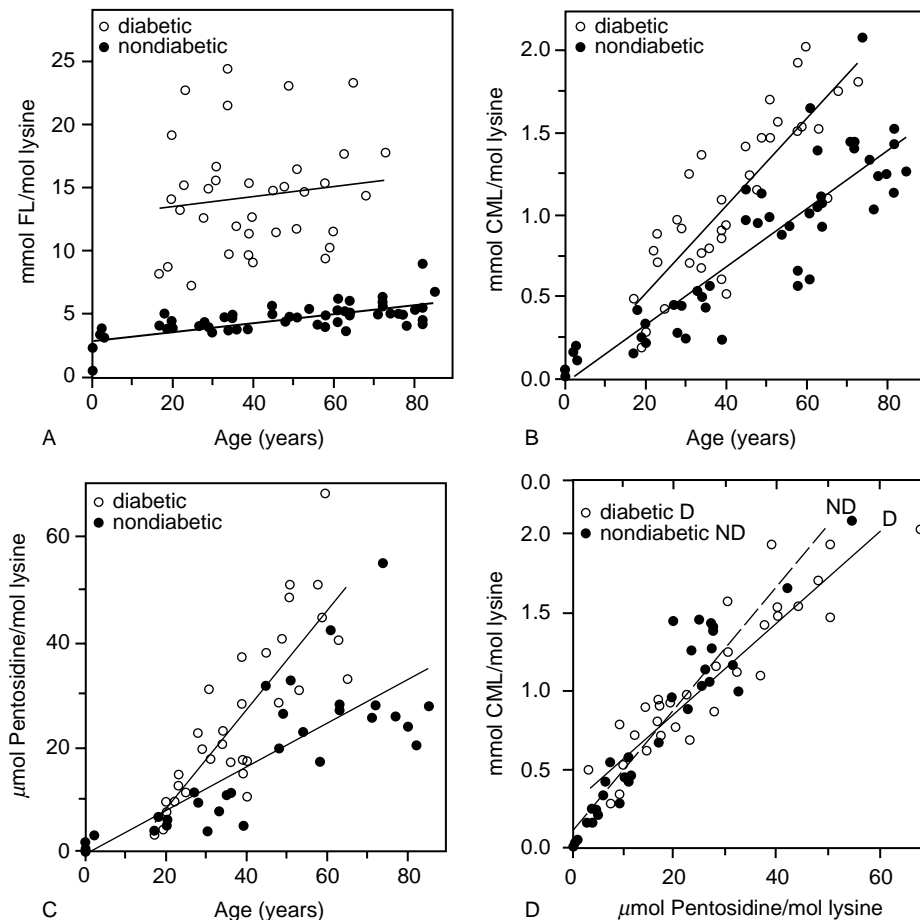 diabetic
nondiabetic
25
20
15
10
5
0
mmol FL/mol lysine
0 20 40 60 80
A Age (years)
diabetic
nondiabetic
2.0
1.5
1.0
0.5
0.0
mmol CML/mol lysine
0 20 40 60 80
B Age (years)
diabetic
nondiabetic
60
40
20
0
µmol Pentosidine/mol lysine
0 20 40 60 80
C Age (years)
0.0
diabetic D
nondiabetic ND
ND
D
2.0
1.5
1.0
0.5
0.0
mmol CML/mol lysine
0 20 40 60
D µmol Pentosidine/mol lysine